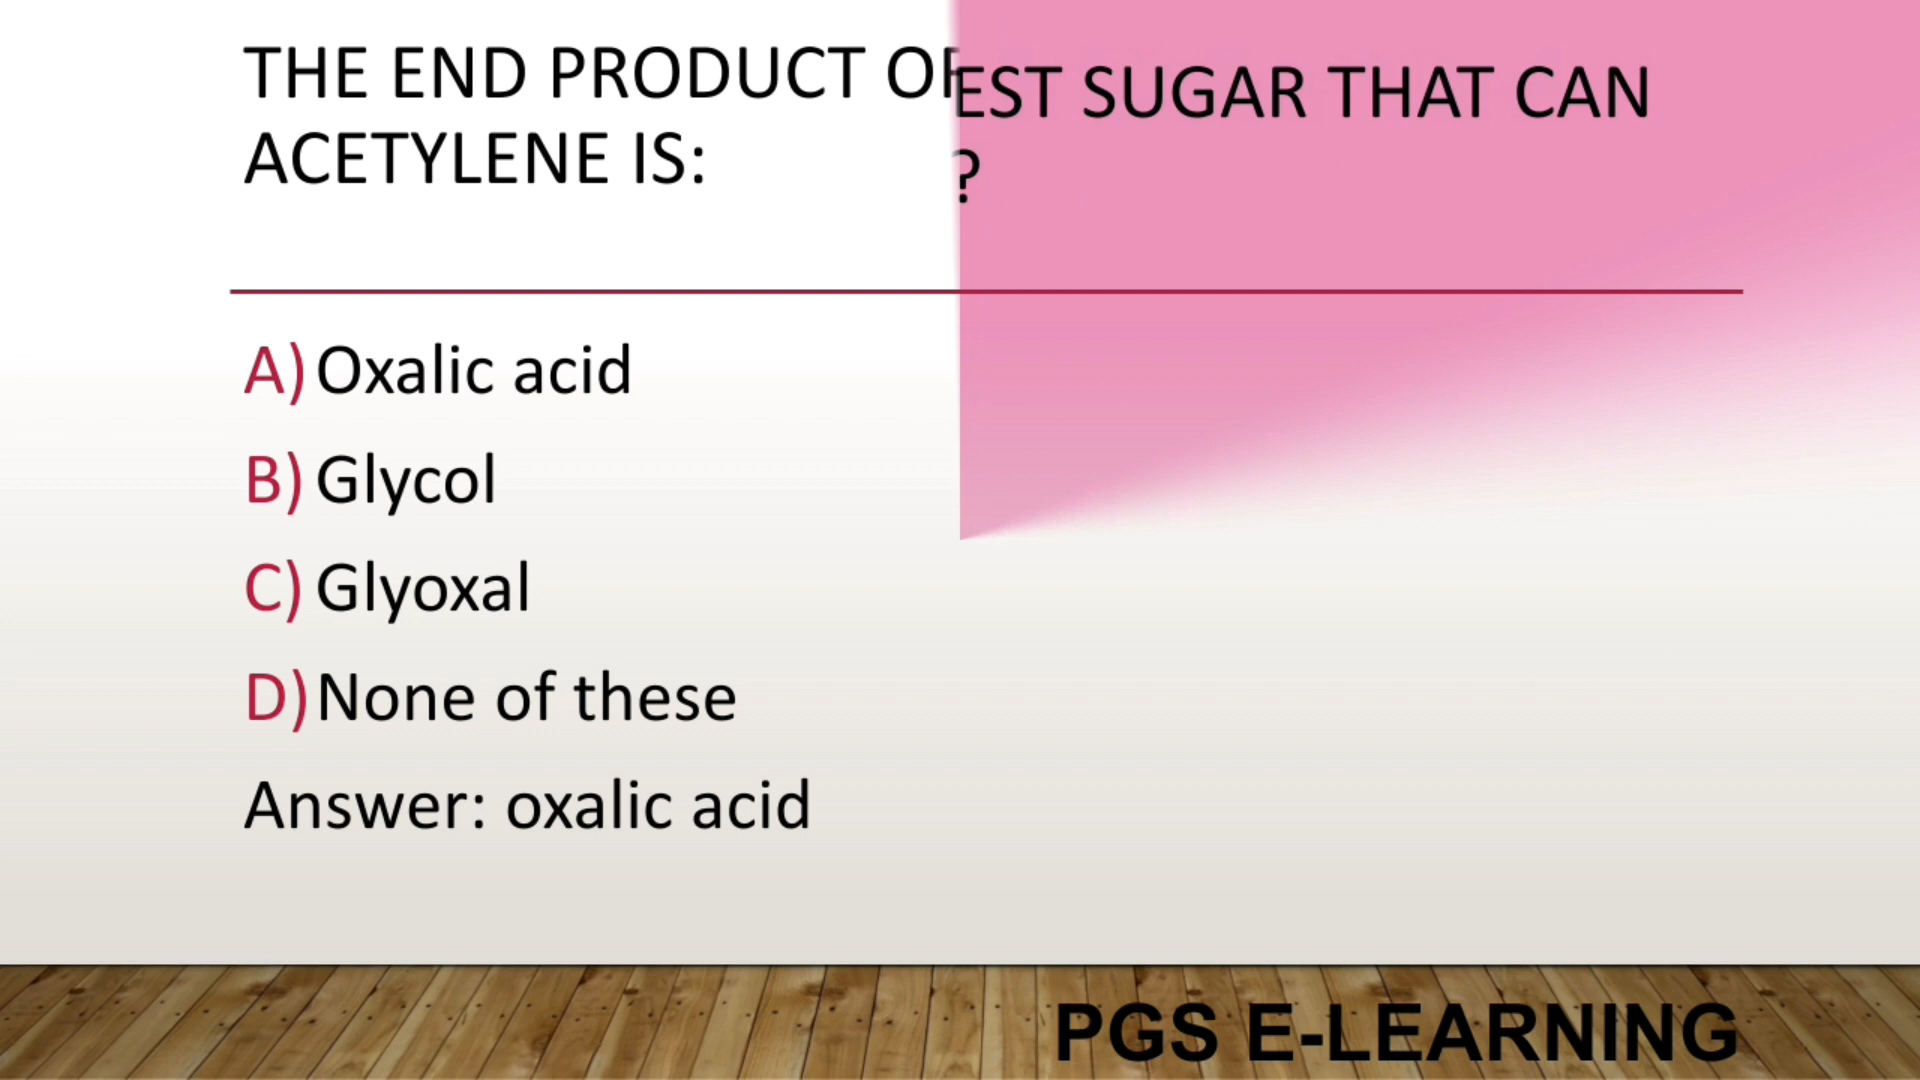 THE END PRODUCT OF
EST SUGAR THAT CAN
ACETYLENE IS:
?
A) Oxalic acid
B) Glycol
C) Glyoxal
D) None of these
Answer: oxalic acid
PGS E-LEARNING